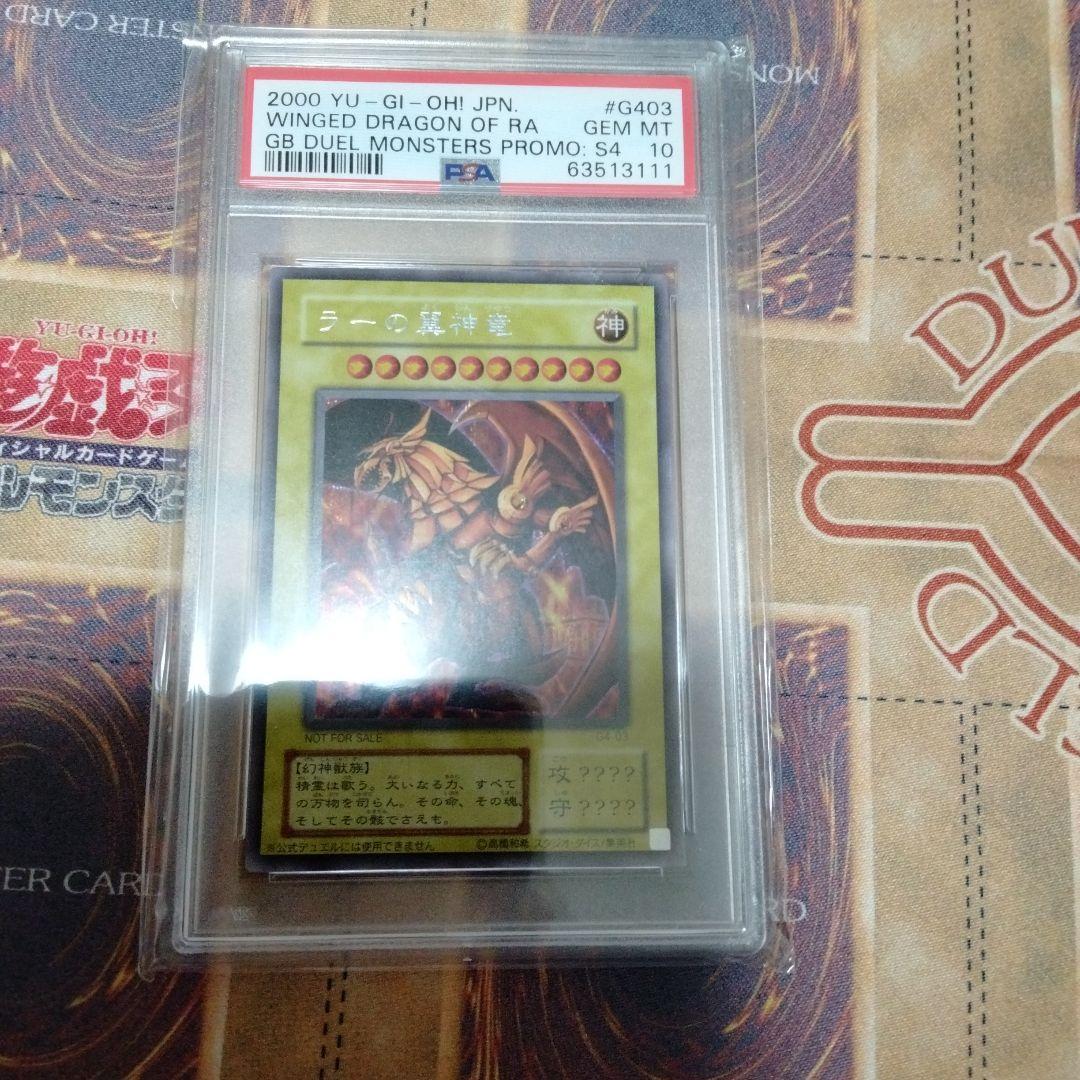 NSTER CARD
MONS
2000 YU-GI-OH! JPN. #G403
WINGED DRAGON OF RA GEM MT
GB DUEL MONSTERS PROMO: S4 10
PSA 63513111
ラーの翼神竜 神
YU-GI-OH!
遊戯王
ィシャルカードゲー
ルモンスタ
DUE
NOT FOR SALE G4-03
【幻神獣族】
精霊は歌う。大いなる力、すべて
の万物を司らん。その命、その魂、
そしてその骸でさえも。
攻 ????
守 ????
※公式デュエルには使用できません ©高橋和希 スタジオ・ダイス/集英社
TER CARD
RD